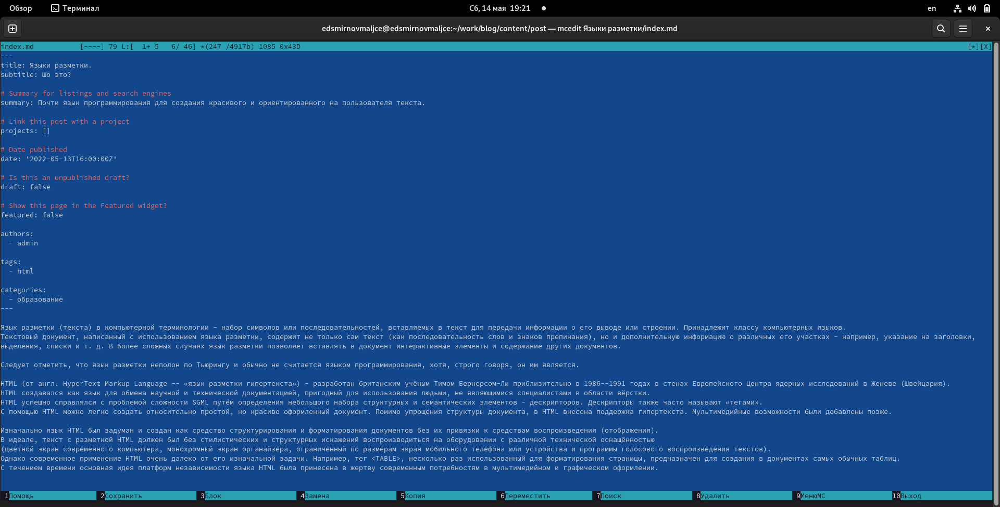 Обзор Терминал Сб, 14 мая 19:21 en
edsmirnovmaljce@edsmirnovmaljce:~/work/blog/content/post — mcedit Языки разметки/index.md
index.md [----] 79 L:[ 1+ 5 6/ 46] *(247 /4917b) 1085 0x43D [*][X]
---
title: Языки разметки.
subtitle: Шо это?
# Summary for listings and search engines
summary: Почти язык программирования для создания красивого и ориентированного на пользователя текста.
# Link this post with a project
projects: []
# Date published
date: '2022-05-13T16:00:00Z'
# Is this an unpublished draft?
draft: false
# Show this page in the Featured widget?
featured: false
authors:
- admin
tags:
- html
categories:
- образование
---
Язык разметки (текста) в компьютерной терминологии - набор символов или последовательностей, вставляемых в текст для передачи информации о его выводе или строении. Принадлежит классу компьютерных языков.
Текстовый документ, написанный с использованием языка разметки, содержит не только сам текст (как последовательность слов и знаков препинания), но и дополнительную информацию о различных его участках - например, указание на заголовки,
выделения, списки и т. д. В более сложных случаях язык разметки позволяет вставлять в документ интерактивные элементы и содержание других документов.
Следует отметить, что язык разметки неполон по Тьюрингу и обычно не считается языком программирования, хотя, строго говоря, он им является.
HTML (от англ. HyperText Markup Language -- «язык разметки гипертекста») - разработан британским учёным Тимом Бернерсом-Ли приблизительно в 1986--1991 годах в стенах Европейского Центра ядерных исследований в Женеве (Швейцария).
HTML создавался как язык для обмена научной и технической документацией, пригодный для использования людьми, не являющимися специалистами в области вёрстки.
HTML успешно справлялся с проблемой сложности SGML путём определения небольшого набора структурных и семантических элементов - дескрипторов. Дескрипторы также часто называют «тегами».
С помощью HTML можно легко создать относительно простой, но красиво оформленный документ. Помимо упрощения структуры документа, в HTML внесена поддержка гипертекста. Мультимедийные возможности были добавлены позже.
Изначально язык HTML был задуман и создан как средство структурирования и форматирования документов без их привязки к средствам воспроизведения (отображения).
В идеале, текст с разметкой HTML должен был без стилистических и структурных искажений воспроизводиться на оборудовании с различной технической оснащённостью
(цветной экран современного компьютера, монохромный экран органайзера, ограниченный по размерам экран мобильного телефона или устройства и программы голосового воспроизведения текстов).
Однако современное применение HTML очень далеко от его изначальной задачи. Например, тег <TABLE>, несколько раз использованный для форматирования страницы, предназначен для создания в документах самых обычных таблиц.
С течением времени основная идея платформ независимости языка HTML была принесена в жертву современным потребностям в мультимедийном и графическом оформлении.
1Помощь 2Сохранить 3Блок 4Замена 5Копия 6Переместить 7Поиск 8Удалить 9МенюMC 10Выход